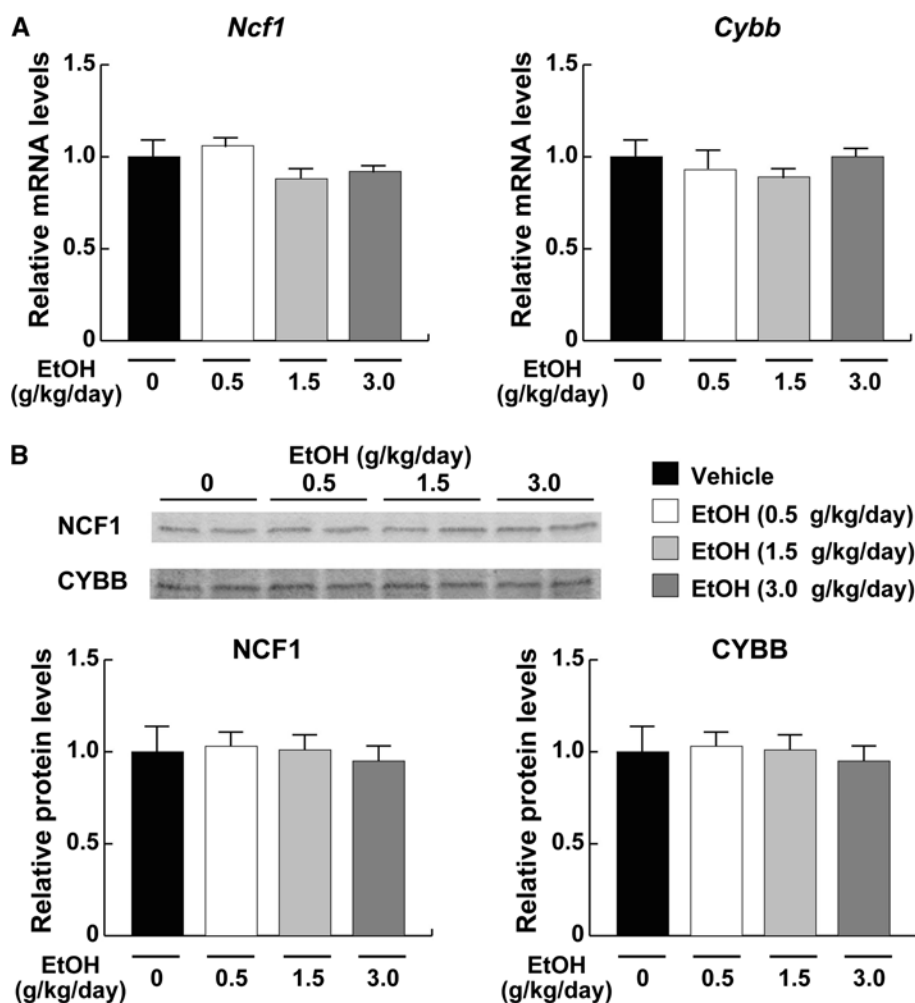 A
Ncf1
Cybb
Relative mRNA levels
1.5
1.0
0.5
0
EtOH
(g/kg/day)
0 0.5 1.5 3.0
Relative mRNA levels
1.5
1.0
0.5
0
EtOH
(g/kg/day)
0 0.5 1.5 3.0
B
EtOH (g/kg/day)
0 0.5 1.5 3.0
NCF1
CYBB
Vehicle
EtOH (0.5 g/kg/day)
EtOH (1.5 g/kg/day)
EtOH (3.0 g/kg/day)
NCF1
Relative protein levels
1.5
1.0
0.5
0
EtOH
(g/kg/day)
0 0.5 1.5 3.0
CYBB
Relative protein levels
1.5
1.0
0.5
0
EtOH
(g/kg/day)
0 0.5 1.5 3.0